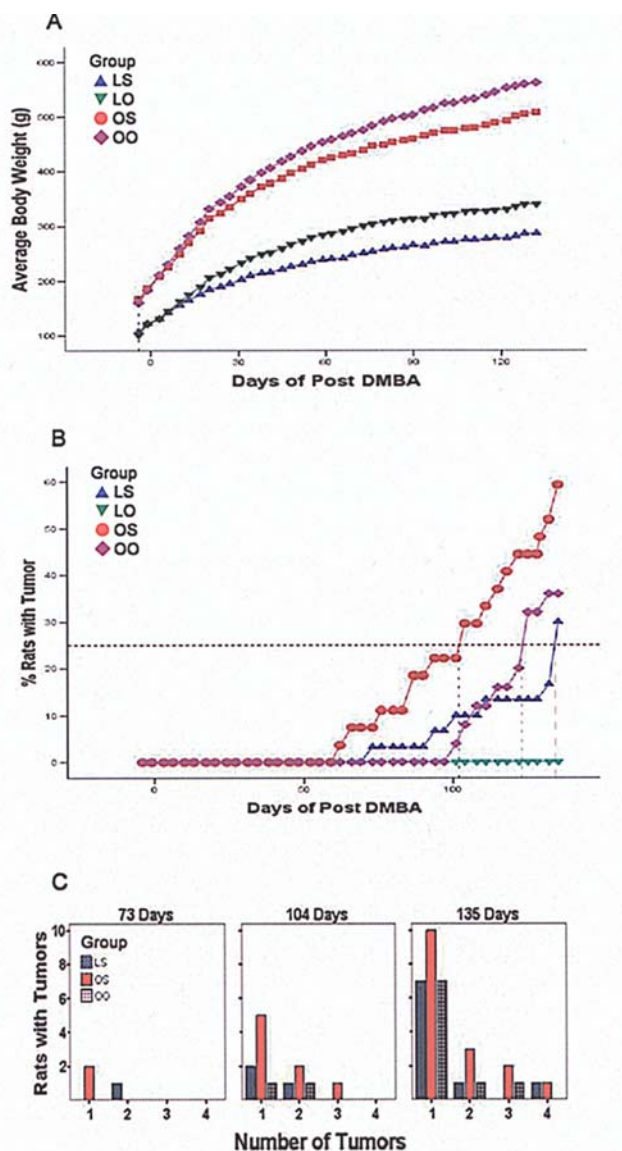 A
Group
LS
LO
OS
OO
600
500
400
300
200
100
Average Body Weight (g)
0 30 60 90 120
Days of Post DMBA
B
Group
LS
LO
OS
OO
60
50
40
30
20
10
0
% Rats with Tumor
0 50 100
Days of Post DMBA
C
73 Days 104 Days 135 Days
Group
LS
OS
OO
10
8
6
4
2
Rats with Tumors
1 2 3 4 1 2 3 4 1 2 3 4
Number of Tumors